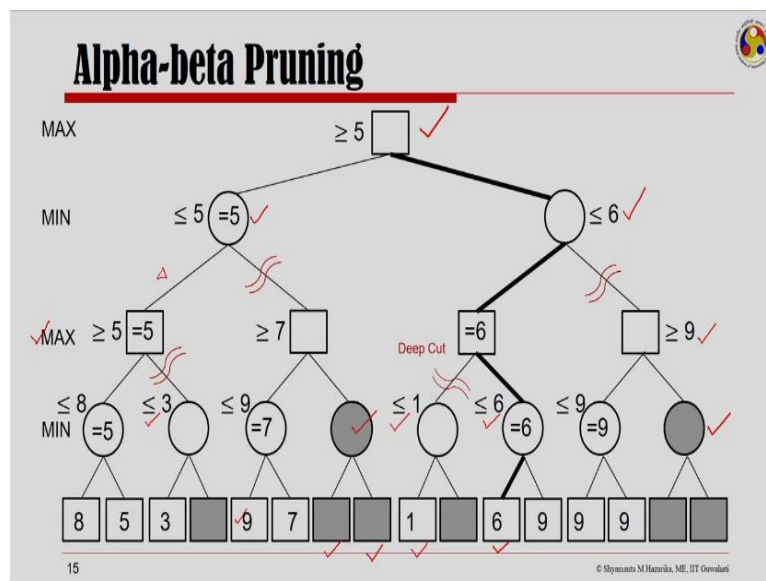 Alpha-beta Pruning
MAX ≥ 5
MIN ≤ 5 =5 ≤ 6
MAX ≥ 5 =5 ≥ 7 =6 ≥ 9
Deep Cut
≤ 8 ≤ 3 ≤ 9 ≤ 1 ≤ 6 ≤ 9
MIN =5 =7 =6 =9
8 5 3 9 7 1 6 9 9 9
15 © Shyamanta M Hazarika, ME, IIT Guwahati